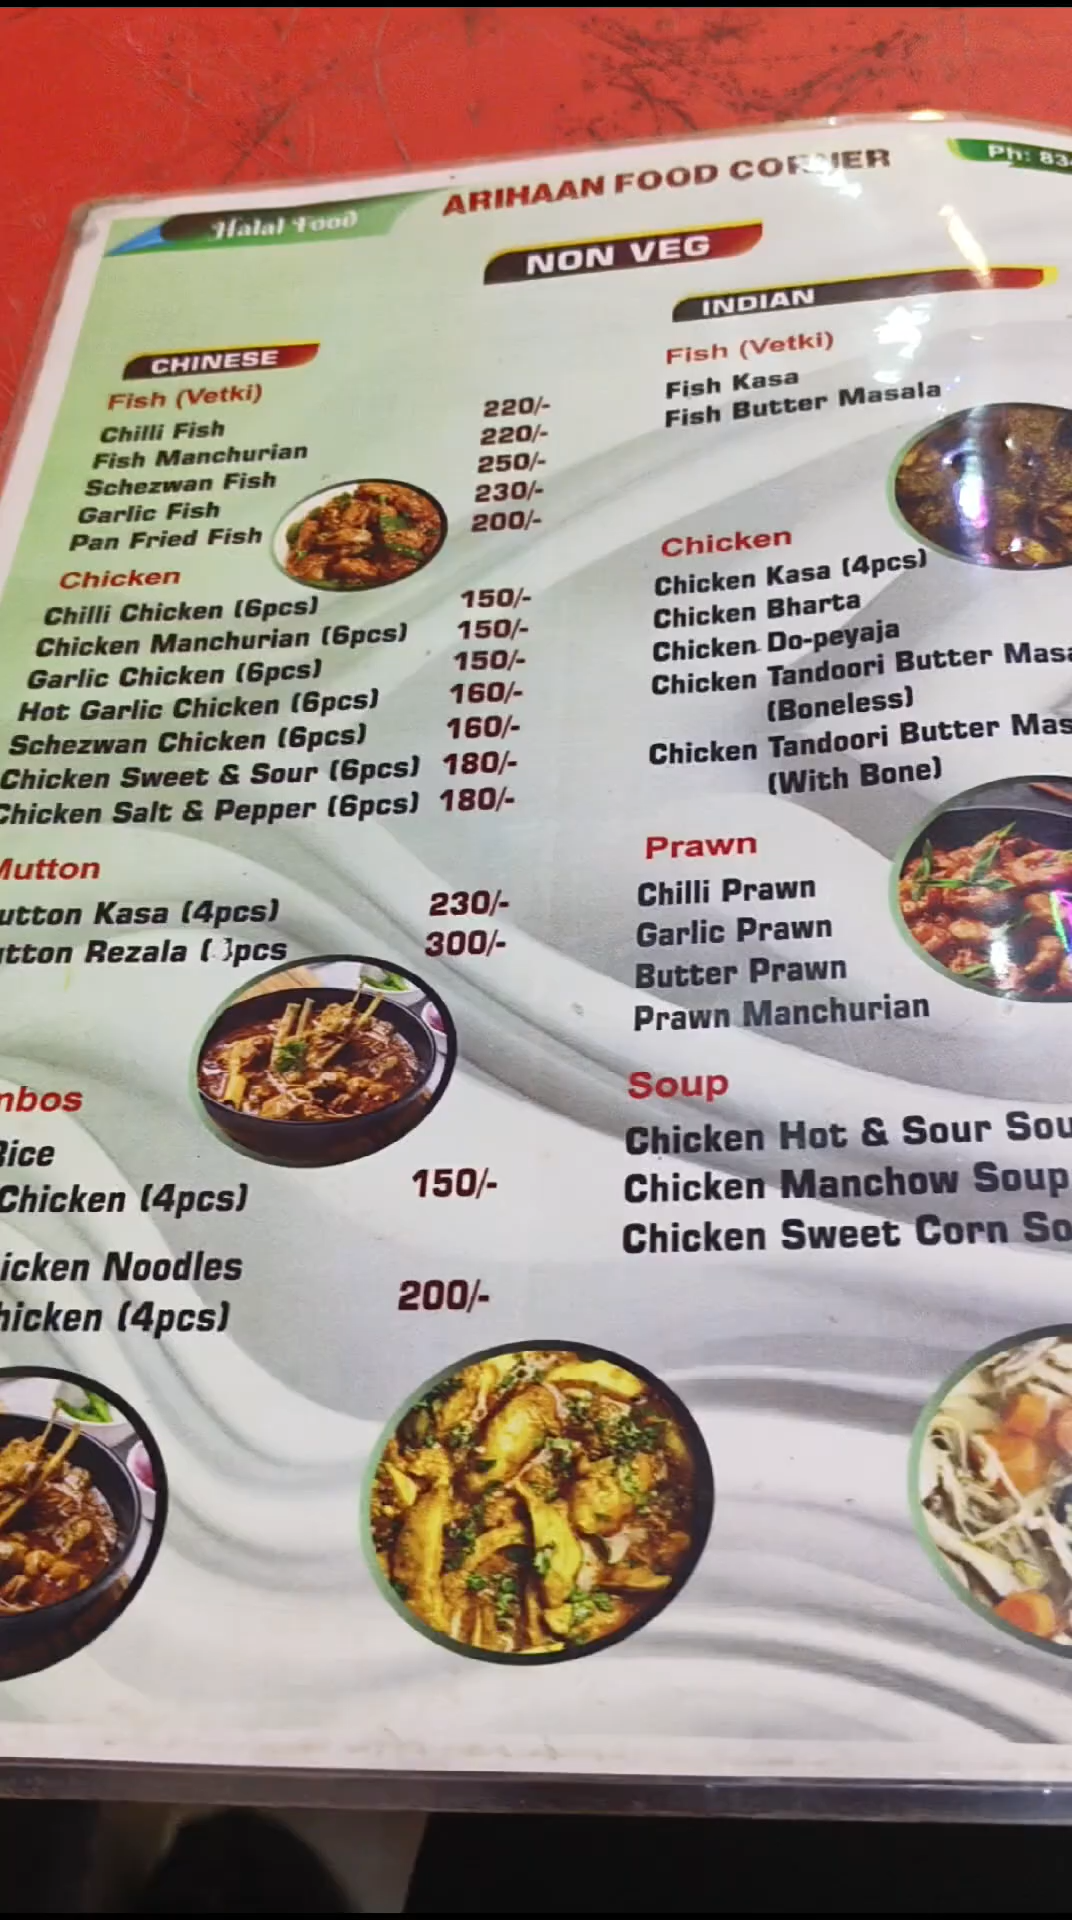 Halal Food
ARIHAAN FOOD CORNER
Ph: 83
NON VEG
CHINESE
Fish (Vetki)
Chilli Fish 220/-
Fish Manchurian 220/-
Schezwan Fish 250/-
Garlic Fish 230/-
Pan Fried Fish 200/-
Chicken
Chilli Chicken (6pcs) 150/-
Chicken Manchurian (6pcs) 150/-
Garlic Chicken (6pcs) 150/-
Hot Garlic Chicken (6pcs) 160/-
Schezwan Chicken (6pcs) 160/-
Chicken Sweet & Sour (6pcs) 180/-
Chicken Salt & Pepper (6pcs) 180/-
Mutton
utton Kasa (4pcs) 230/-
tton Rezala ( )pcs 300/-
mbos
Rice
Chicken (4pcs) 150/-
icken Noodles
hicken (4pcs) 200/-
INDIAN
Fish (Vetki)
Fish Kasa
Fish Butter Masala
Chicken
Chicken Kasa (4pcs)
Chicken Bharta
Chicken Do-peyaja
Chicken Tandoori Butter Masa
(Boneless)
Chicken Tandoori Butter Mas
(With Bone)
Prawn
Chilli Prawn
Garlic Prawn
Butter Prawn
Prawn Manchurian
Soup
Chicken Hot & Sour Sou
Chicken Manchow Soup
Chicken Sweet Corn So